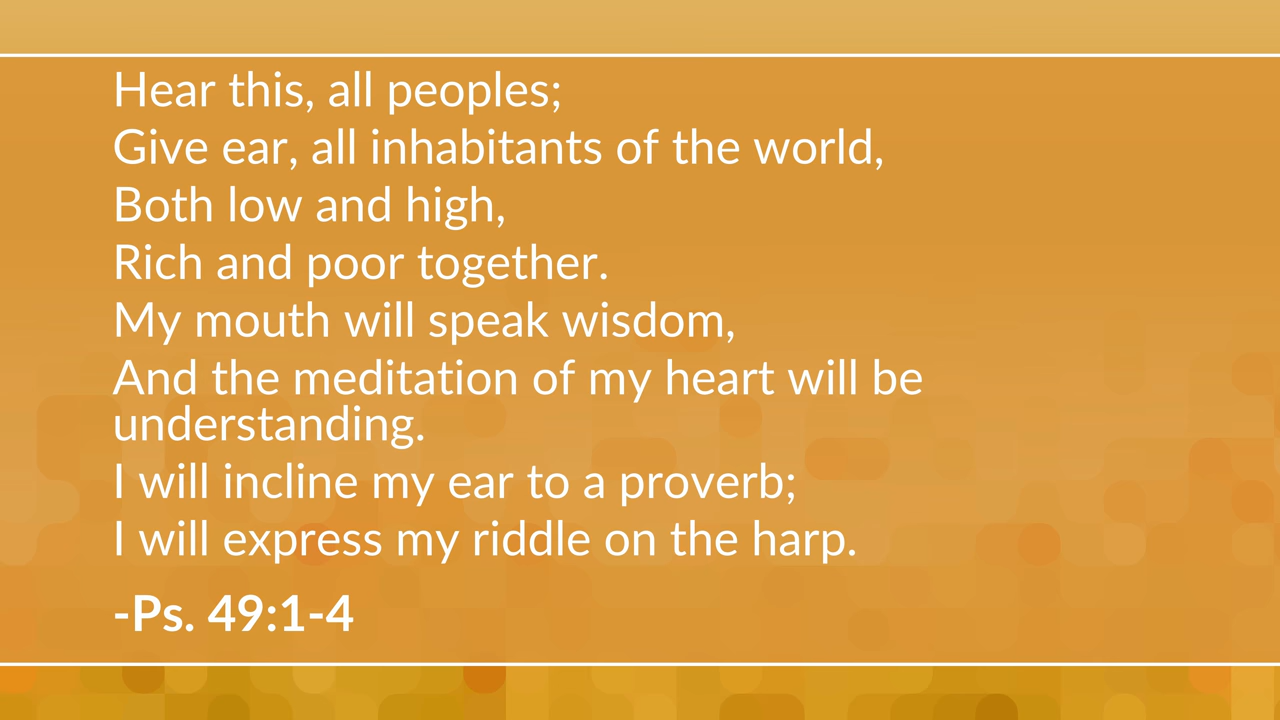 Hear this, all peoples;
Give ear, all inhabitants of the world,
Both low and high,
Rich and poor together.
My mouth will speak wisdom,
And the meditation of my heart will be
understanding.
I will incline my ear to a proverb;
I will express my riddle on the harp.
-Ps. 49:1-4